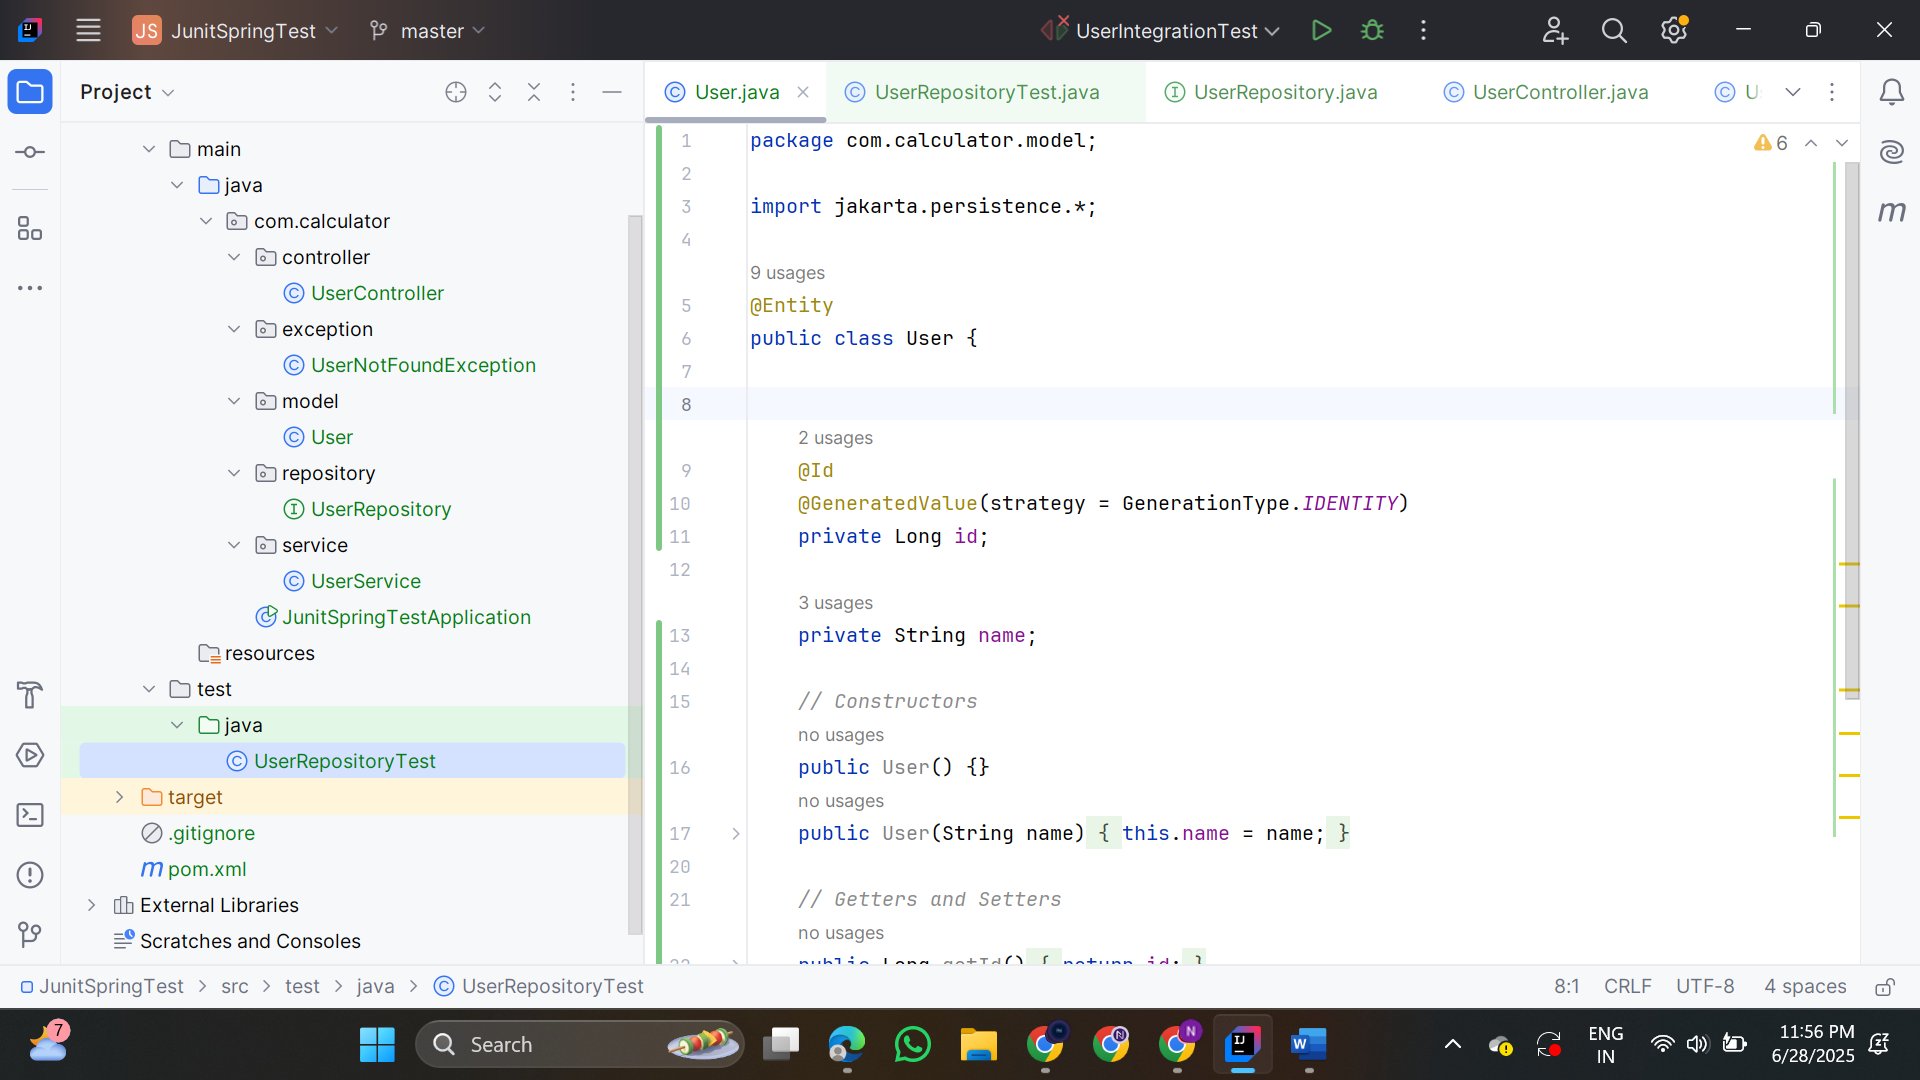 JS JunitSpringTest master UserIntegrationTest
Project
main
java
com.calculator
controller
UserController
exception
UserNotFoundException
model
User
repository
UserRepository
service
UserService
JunitSpringTestApplication
resources
test
java
UserRepositoryTest
target
.gitignore
pom.xml
External Libraries
Scratches and Consoles
User.java UserRepositoryTest.java UserRepository.java UserController.java U
6
1 package com.calculator.model;
2
3 import jakarta.persistence.*;
4
9 usages
5 @Entity
6 public class User {
7
8
2 usages
9 @Id
10 @GeneratedValue(strategy = GenerationType.IDENTITY)
11 private Long id;
12
3 usages
13 private String name;
14
15 // Constructors
no usages
16 public User() {}
no usages
17 public User(String name) { this.name = name; }
20
21 // Getters and Setters
no usages
22 public Long getId() { return id; }
JunitSpringTest > src > test > java > UserRepositoryTest
8:1 CRLF UTF-8 4 spaces
7
Search
ENG
IN
11:56 PM
6/28/2025